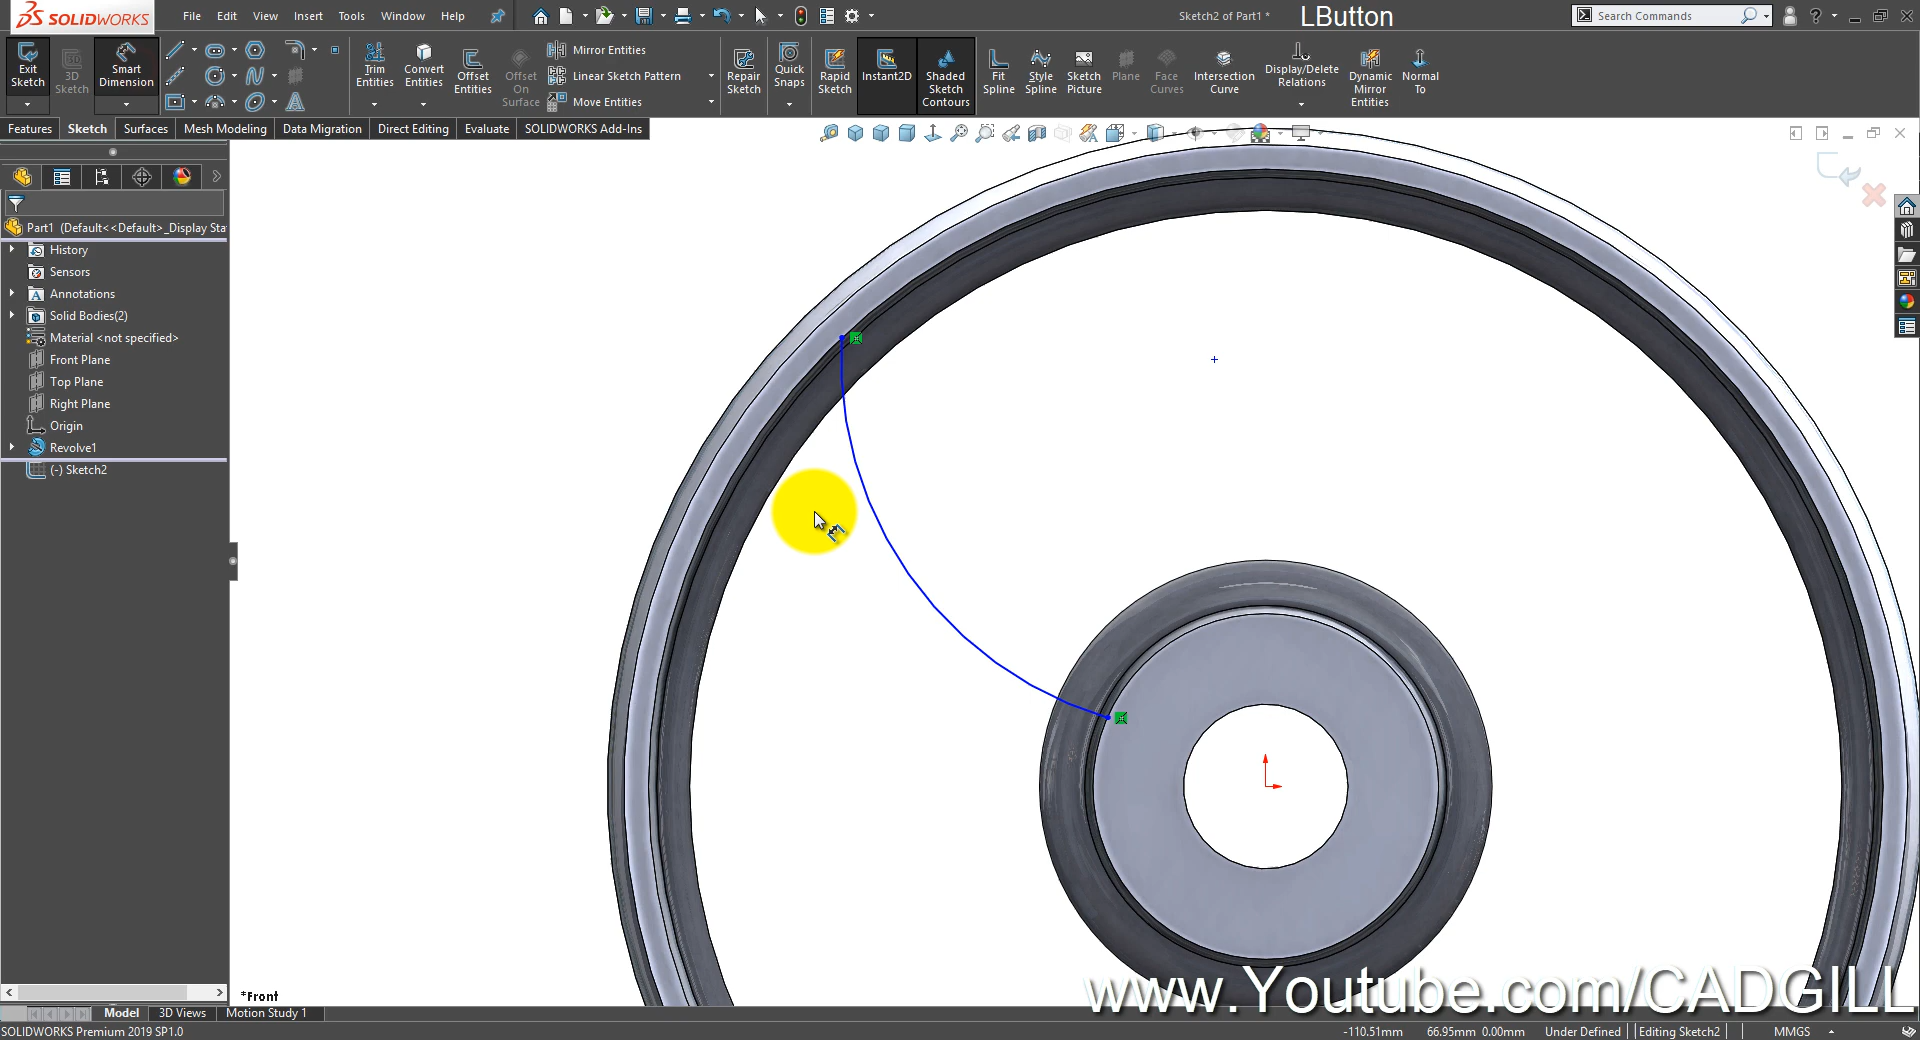 SOLIDWORKS
File Edit View Insert Tools Window Help
Sketch2 of Part1 *
LButton
Search Commands
Exit Sketch
3D Sketch
Smart Dimension
Trim Entities
Convert Entities
Offset Entities
Offset On Surface
Mirror Entities
Linear Sketch Pattern
Move Entities
Repair Sketch
Quick Snaps
Rapid Sketch
Instant2D
Shaded Sketch Contours
Fit Spline
Style Spline
Sketch Picture
Plane
Face Curves
Intersection Curve
Display/Delete Relations
Dynamic Mirror Entities
Normal To
Features Sketch Surfaces Mesh Modeling Data Migration Direct Editing Evaluate SOLIDWORKS Add-Ins
Part1 (Default<<Default>_Display Sta
History
Sensors
Annotations
Solid Bodies(2)
Material <not specified>
Front Plane
Top Plane
Right Plane
Origin
Revolve1
(-) Sketch2
*Front
www.Youtube.com/CADGILL
Model 3D Views Motion Study 1
SOLIDWORKS Premium 2019 SP1.0
-110.51mm 66.95mm 0.00mm Under Defined Editing Sketch2 MMGS